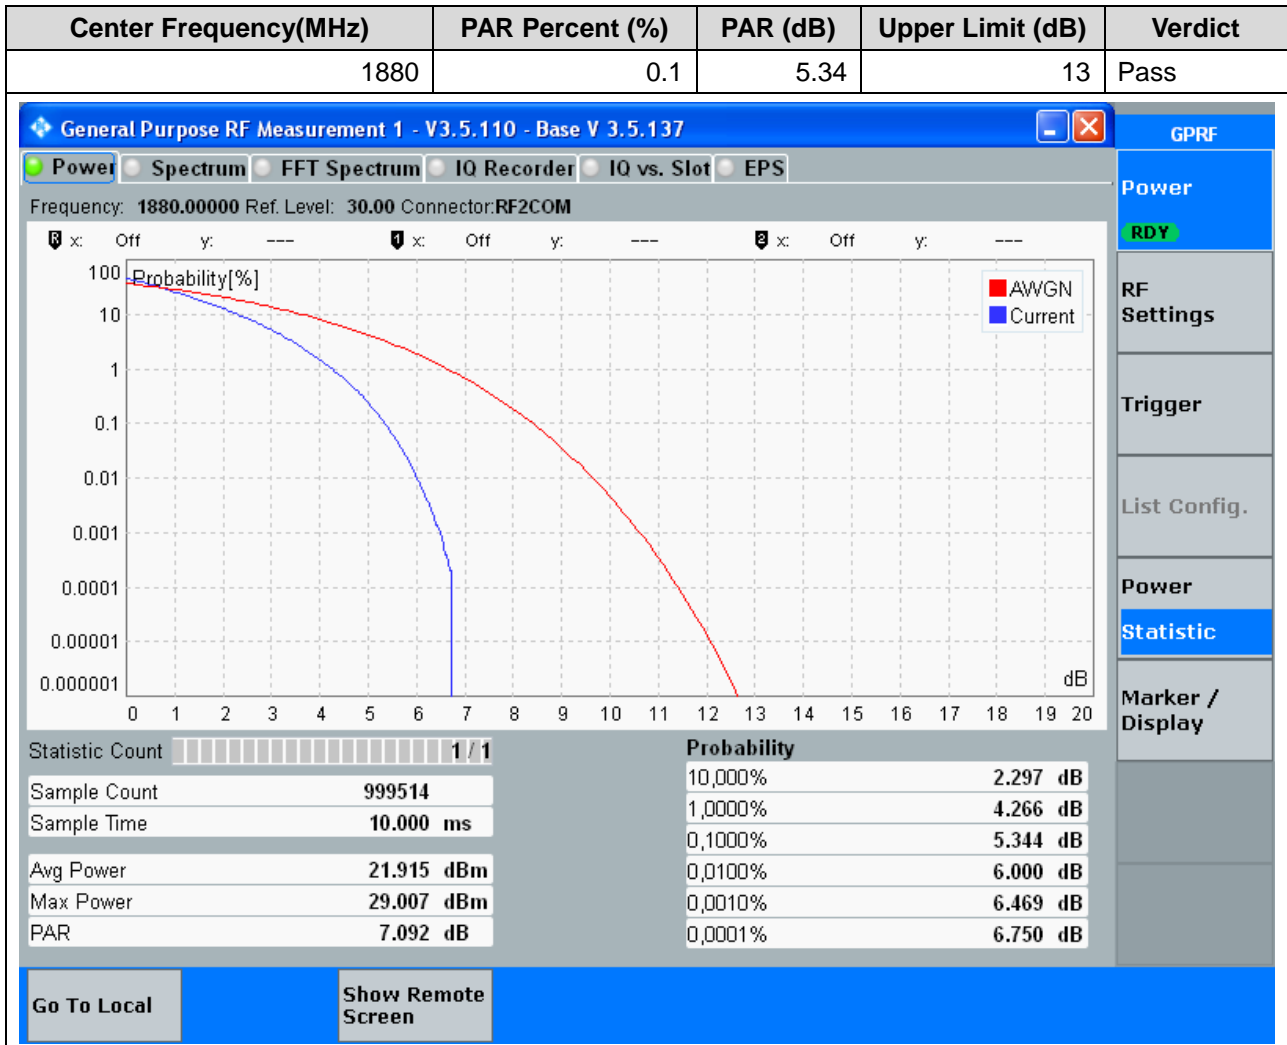 Center Frequency(MHz) PAR Percent (%) PAR (dB) Upper Limit (dB) Verdict
1880 0.1 5.34 13 Pass
General Purpose RF Measurement 1 - V3.5.110 - Base V 3.5.137
GPRF
Power Spectrum FFT Spectrum IQ Recorder IQ vs. Slot EPS
Frequency: 1880.00000 Ref. Level: 30.00 Connector:RF2COM
R x: Off y: --- 1 x: Off y: --- 2 x: Off y: ---
Probability[%]
AWGN
Current
100
10
1
0.1
0.01
0.001
0.0001
0.00001
0.000001
dB
0 1 2 3 4 5 6 7 8 9 10 11 12 13 14 15 16 17 18 19 20
Statistic Count 1 / 1
Sample Count 999514
Sample Time 10.000 ms
Avg Power 21.915 dBm
Max Power 29.007 dBm
PAR 7.092 dB
Probability
10,000% 2.297 dB
1,0000% 4.266 dB
0,1000% 5.344 dB
0,0100% 6.000 dB
0,0010% 6.469 dB
0,0001% 6.750 dB
Power
RDY
RF
Settings
Trigger
List Config.
Power
Statistic
Marker /
Display
Go To Local
Show Remote
Screen